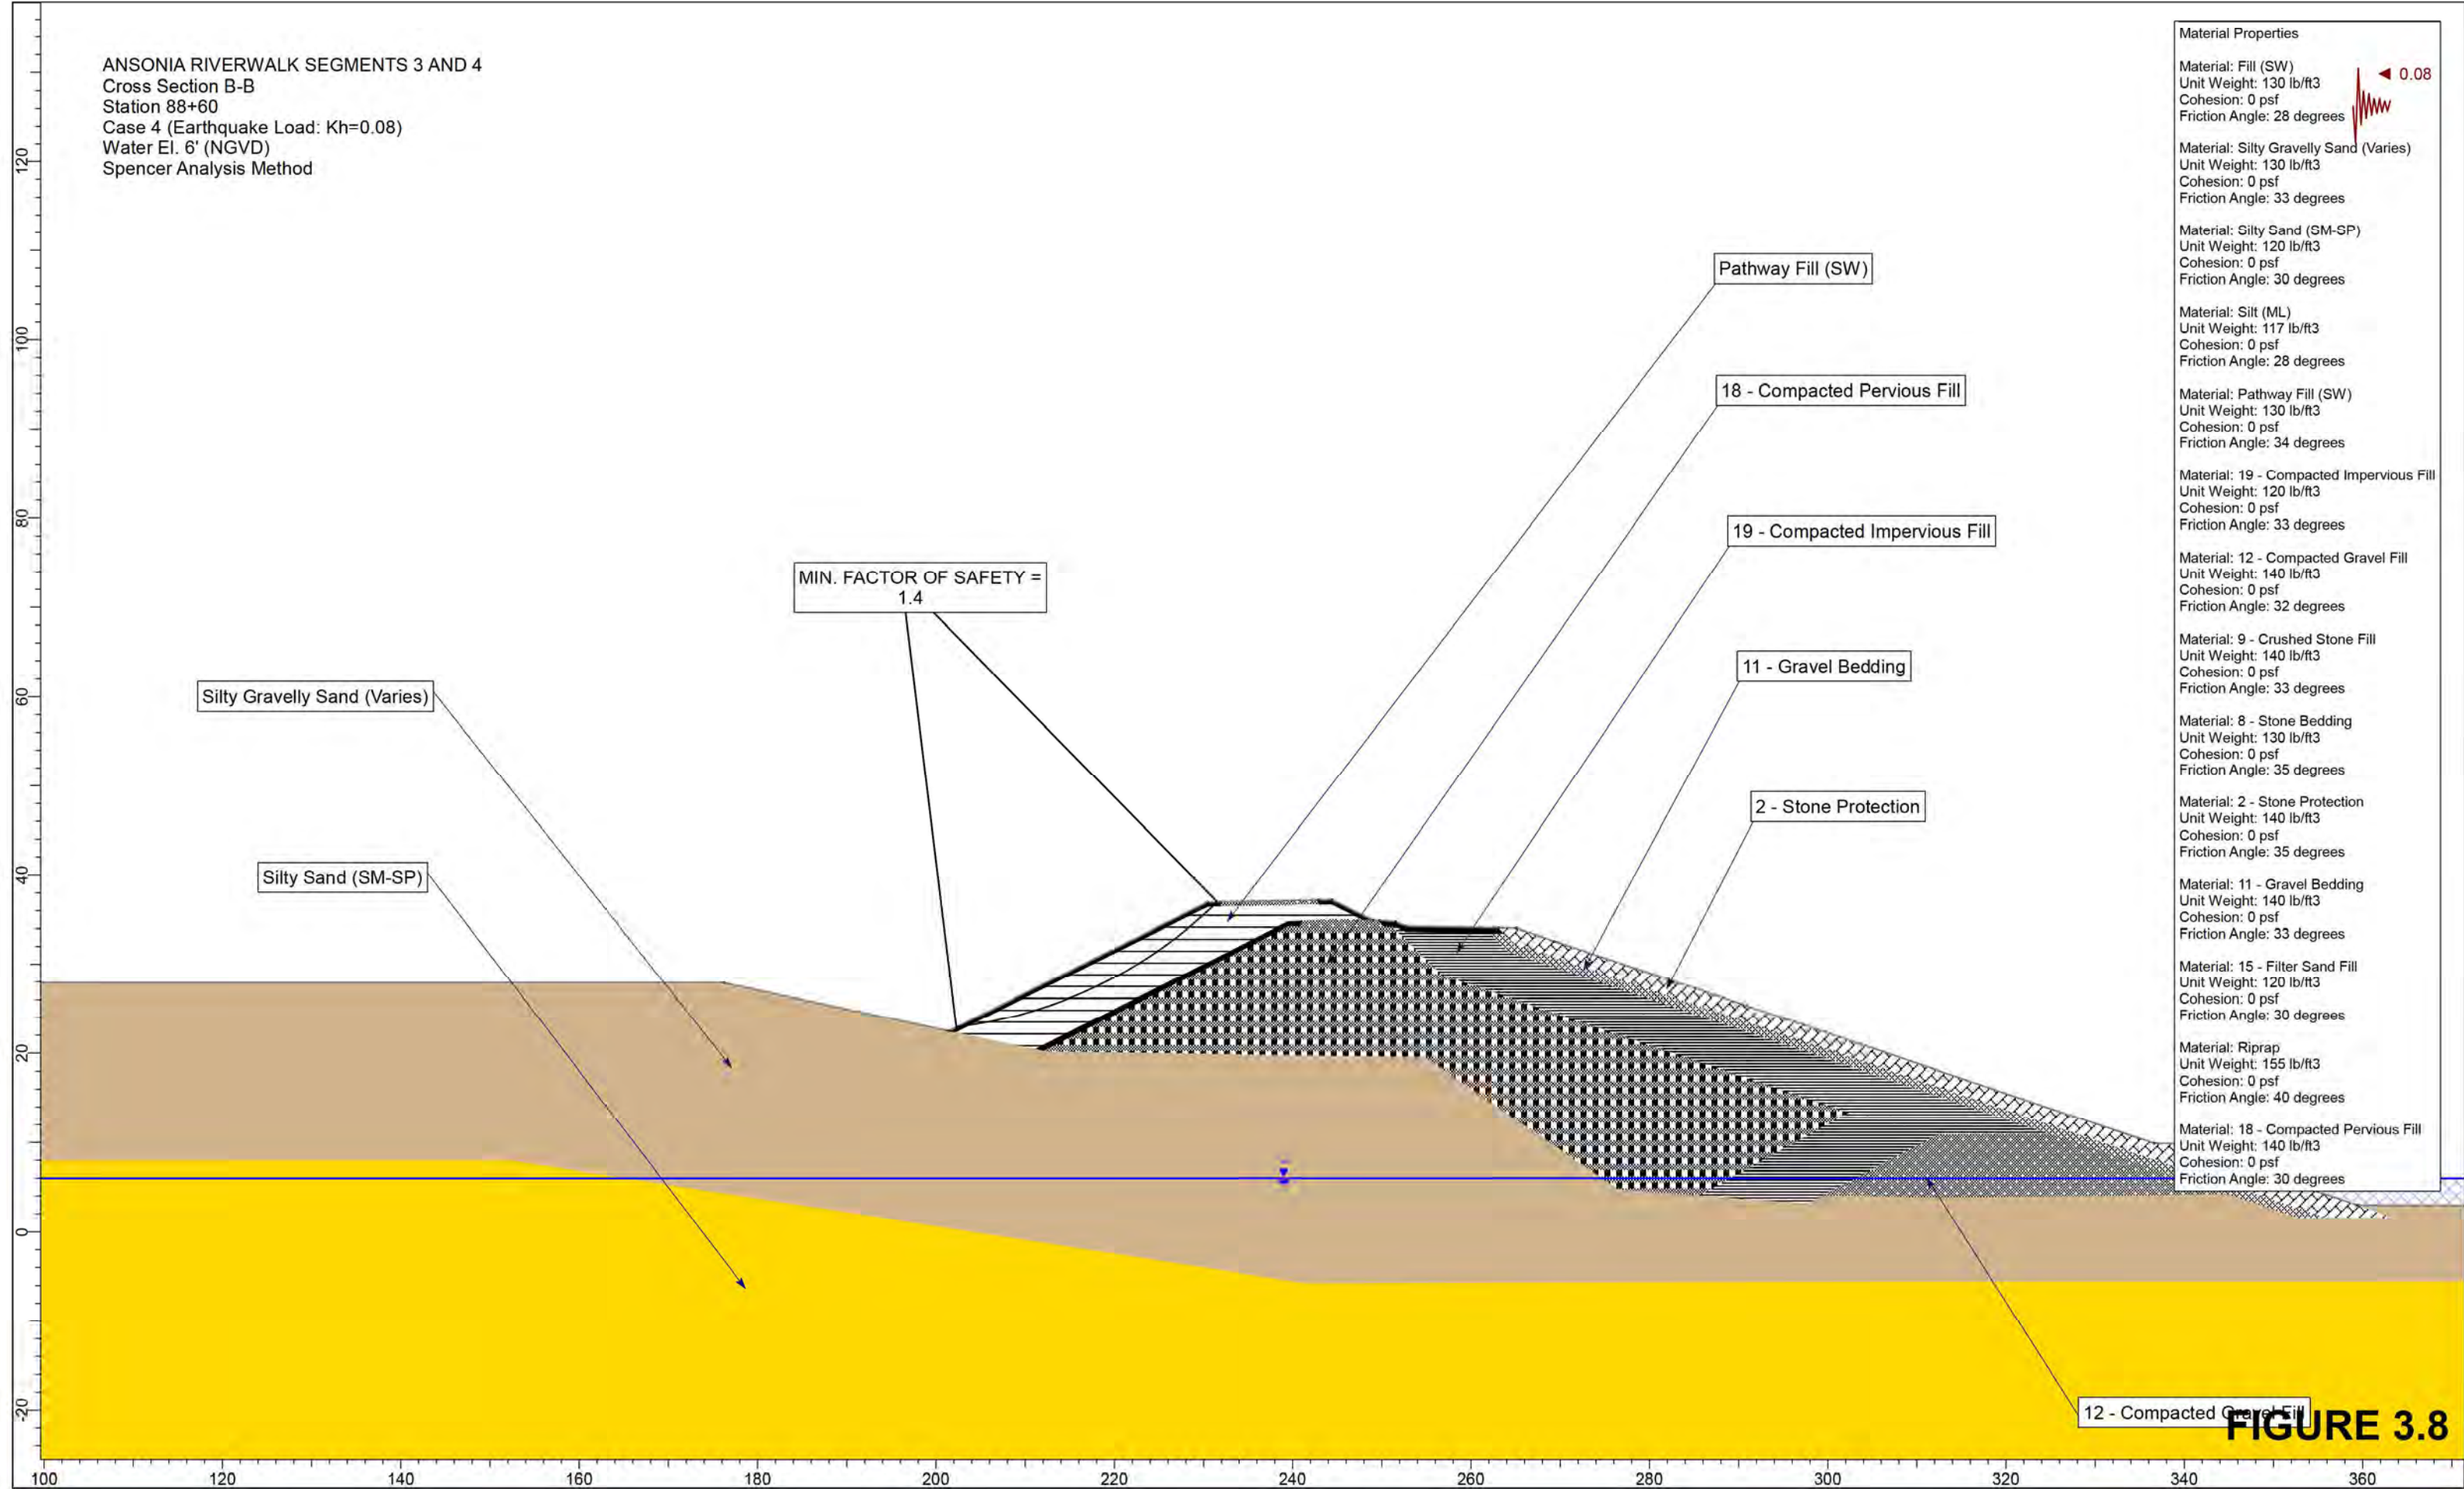 ANSONIA RIVERWALK SEGMENTS 3 AND 4
Cross Section B-B
Station 88+60
Case 4 (Earthquake Load: Kh=0.08)
Water El. 6' (NGVD)
Spencer Analysis Method
Material Properties
Material: Fill (SW)
Unit Weight: 130 lb/ft3
Cohesion: 0 psf
Friction Angle: 28 degrees
0.08
Material: Silty Gravelly Sand (Varies)
Unit Weight: 130 lb/ft3
Cohesion: 0 psf
Friction Angle: 33 degrees
Material: Silty Sand (SM-SP)
Unit Weight: 120 lb/ft3
Cohesion: 0 psf
Friction Angle: 30 degrees
Material: Silt (ML)
Unit Weight: 117 lb/ft3
Cohesion: 0 psf
Friction Angle: 28 degrees
Material: Pathway Fill (SW)
Unit Weight: 130 lb/ft3
Cohesion: 0 psf
Friction Angle: 34 degrees
Material: 19 - Compacted Impervious Fill
Unit Weight: 120 lb/ft3
Cohesion: 0 psf
Friction Angle: 33 degrees
Material: 12 - Compacted Gravel Fill
Unit Weight: 140 lb/ft3
Cohesion: 0 psf
Friction Angle: 32 degrees
Material: 9 - Crushed Stone Fill
Unit Weight: 140 lb/ft3
Cohesion: 0 psf
Friction Angle: 33 degrees
Material: 8 - Stone Bedding
Unit Weight: 130 lb/ft3
Cohesion: 0 psf
Friction Angle: 35 degrees
Material: 2 - Stone Protection
Unit Weight: 140 lb/ft3
Cohesion: 0 psf
Friction Angle: 35 degrees
Material: 11 - Gravel Bedding
Unit Weight: 140 lb/ft3
Cohesion: 0 psf
Friction Angle: 33 degrees
Material: 15 - Filter Sand Fill
Unit Weight: 120 lb/ft3
Cohesion: 0 psf
Friction Angle: 30 degrees
Material: Riprap
Unit Weight: 155 lb/ft3
Cohesion: 0 psf
Friction Angle: 40 degrees
Material: 18 - Compacted Pervious Fill
Unit Weight: 140 lb/ft3
Cohesion: 0 psf
Friction Angle: 30 degrees
Pathway Fill (SW)
18 - Compacted Pervious Fill
19 - Compacted Impervious Fill
MIN. FACTOR OF SAFETY =
1.4
11 - Gravel Bedding
Silty Gravelly Sand (Varies)
2 - Stone Protection
Silty Sand (SM-SP)
12 - Compacted Gravel Fill
FIGURE 3.8
120
100
80
60
40
20
0
-20
100 120 140 160 180 200 220 240 260 280 300 320 340 360